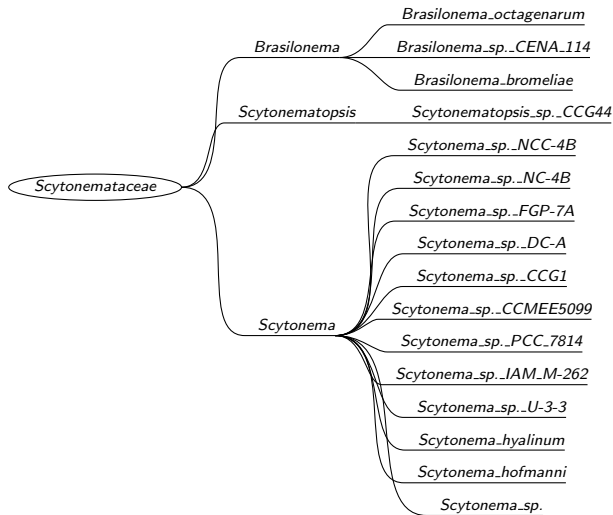 Brasilonema_octagenarum
Brasilonema
Brasilonema_sp._CENA_114
Brasilonema_bromeliae
Scytonematopsis
Scytonematopsis_sp._CCG44
Scytonema_sp._NCC-4B
Scytonemataceae
Scytonema_sp._NC-4B
Scytonema_sp._FGP-7A
Scytonema_sp._DC-A
Scytonema_sp._CCG1
Scytonema_sp._CCMEE5099
Scytonema
Scytonema_sp._PCC_7814
Scytonema_sp._IAM_M-262
Scytonema_sp._U-3-3
Scytonema_hyalinum
Scytonema_hofmanni
Scytonema_sp.